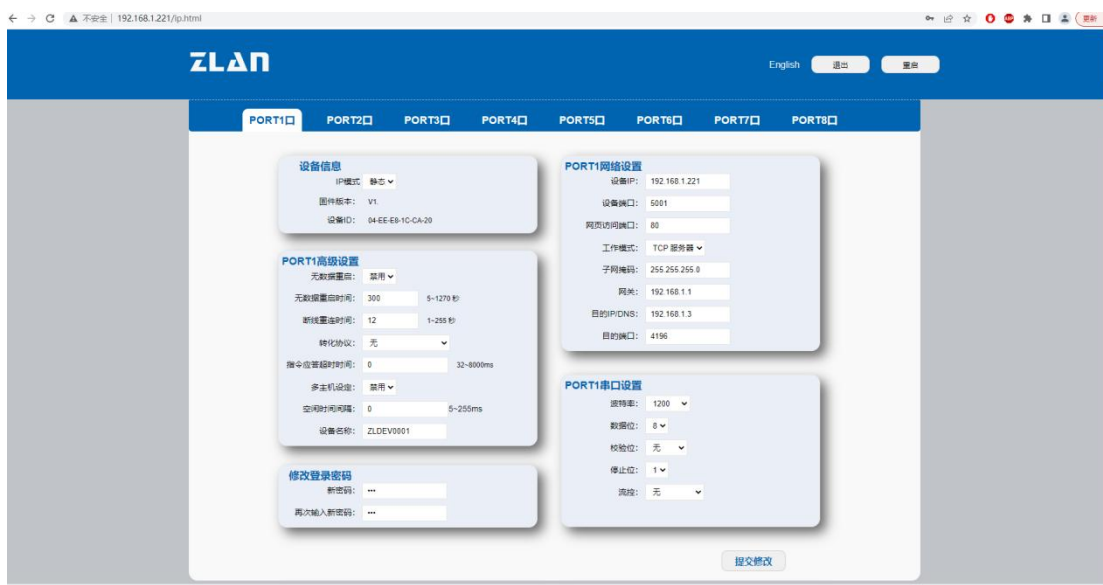 不安全 | 192.168.1.221/ip.html
更新
ZLAN
English 退出 重启
PORT1口 PORT2口 PORT3口 PORT4口 PORT5口 PORT6口 PORT7口 PORT8口
设备信息
IP模式 静态
固件版本: V1.
设备ID: 04-EE-E8-1C-CA-20
PORT1高级设置
无数据重启: 禁用
无数据重启时间: 300 5~1270 秒
断线重连时间: 12 1~255 秒
转化协议: 无
指令应答超时时间: 0 32~8000ms
多主机设定: 禁用
空闲时间间隔: 0 5~255ms
设备名称: ZLDEV0001
修改登录密码
新密码: •••
再次输入新密码: •••
PORT1网络设置
设备IP: 192.168.1.221
设备端口: 5001
网页访问端口: 80
工作模式: TCP 服务器
子网掩码: 255.255.255.0
网关: 192.168.1.1
目的IP/DNS: 192.168.1.3
目的端口: 4196
PORT1串口设置
波特率: 1200
数据位: 8
校验位: 无
停止位: 1
流控: 无
提交修改